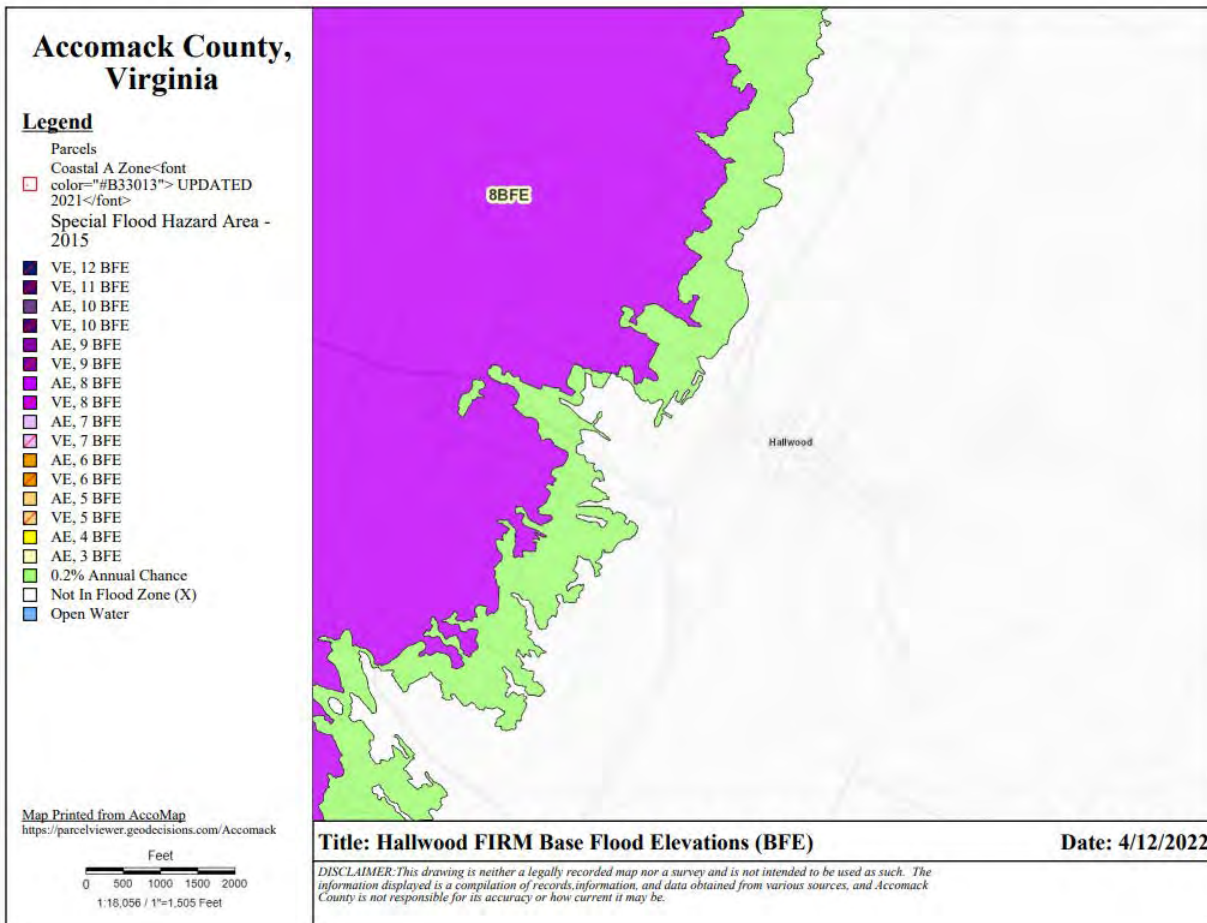 Accomack County,
Virginia
Legend
Parcels
Coastal A Zone<font
color="#B33013"> UPDATED
2021</font>
Special Flood Hazard Area -
2015
VE, 12 BFE
VE, 11 BFE
AE, 10 BFE
VE, 10 BFE
AE, 9 BFE
VE, 9 BFE
AE, 8 BFE
VE, 8 BFE
AE, 7 BFE
VE, 7 BFE
AE, 6 BFE
VE, 6 BFE
AE, 5 BFE
VE, 5 BFE
AE, 4 BFE
AE, 3 BFE
0.2% Annual Chance
Not In Flood Zone (X)
Open Water
Map Printed from AccoMap
https://parcelviewer.geodecisions.com/Accomack
Feet
0 500 1000 1500 2000
1:18,056 / 1"=1,505 Feet
8BFE
Hallwood
Title: Hallwood FIRM Base Flood Elevations (BFE) Date: 4/12/2022
DISCLAIMER:This drawing is neither a legally recorded map nor a survey and is not intended to be used as such. The
information displayed is a compilation of records,information, and data obtained from various sources, and Accomack
County is not responsible for its accuracy or how current it may be.